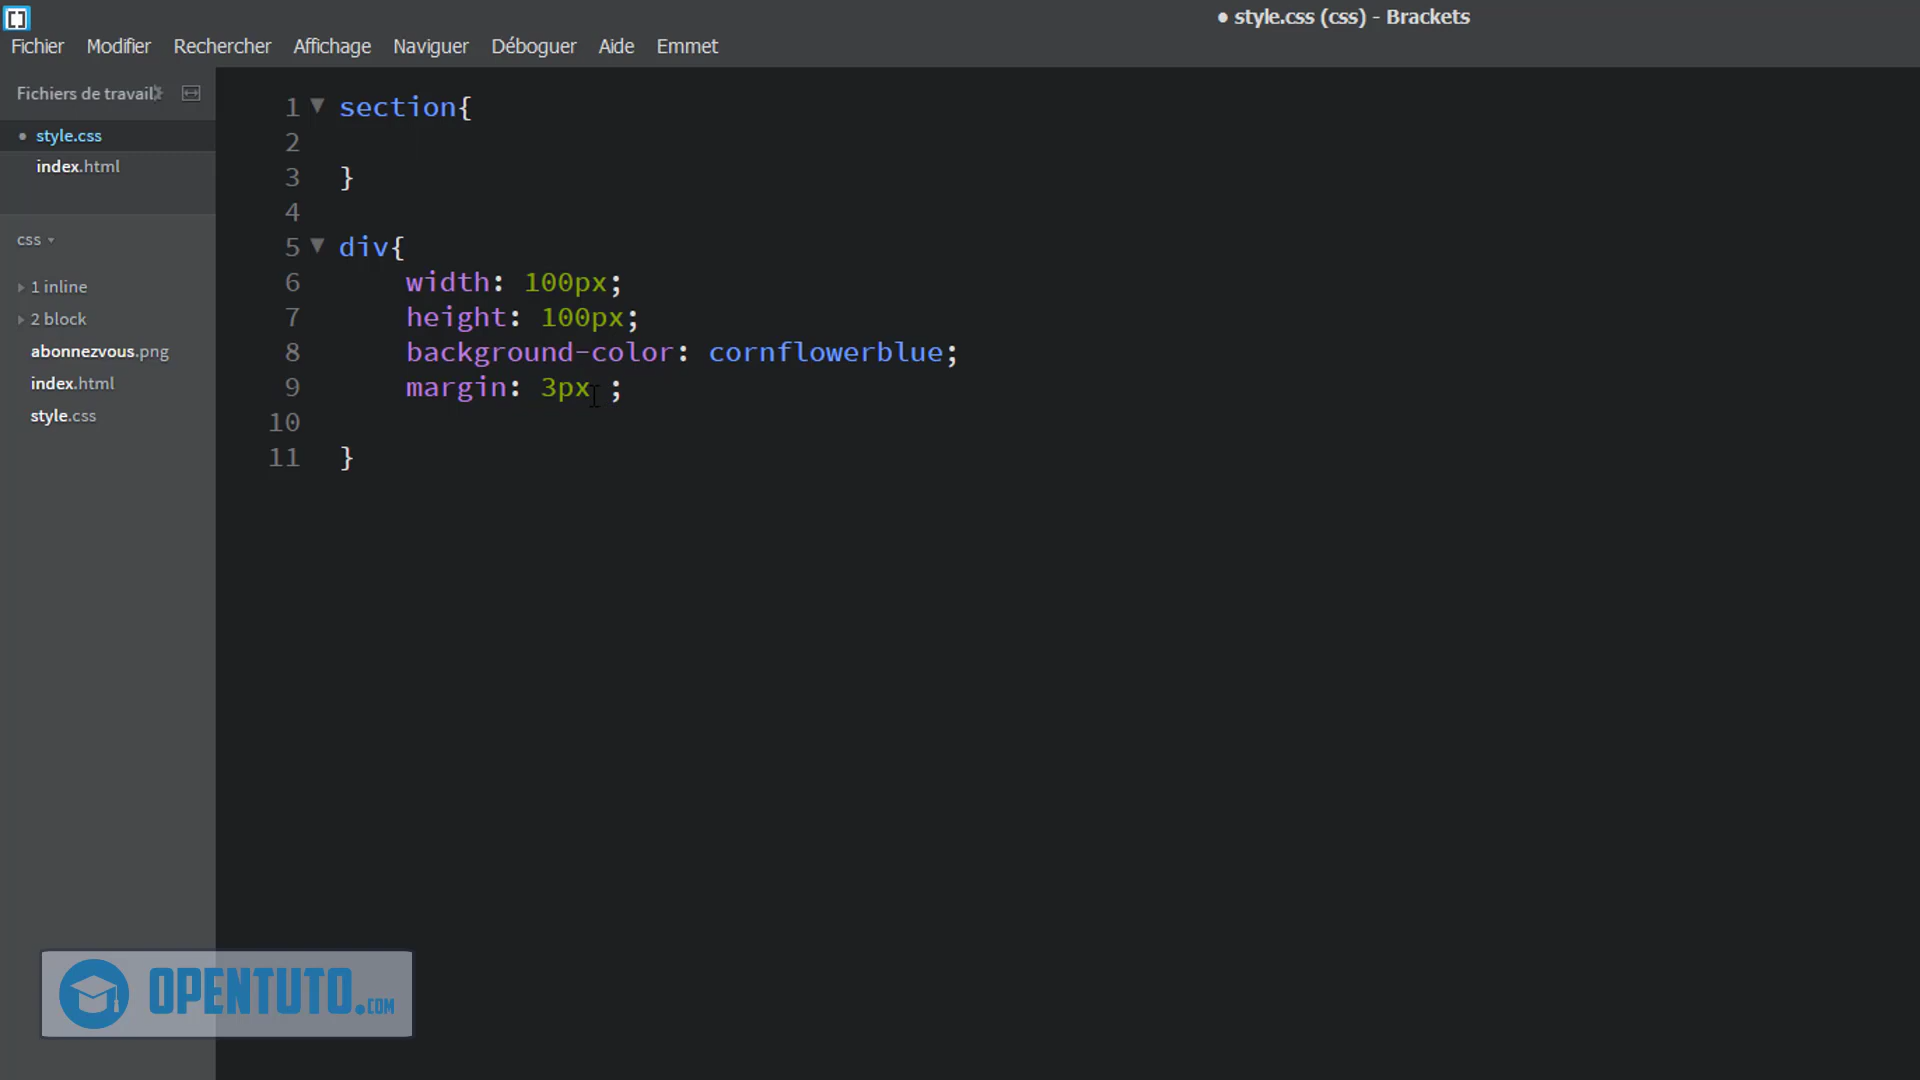 style.css (css) - Brackets
Fichier Modifier Rechercher Affichage Naviguer Déboguer Aide Emmet
Fichiers de travail
style.css
index.html
css
1 inline
2 block
abonnezvous.png
index.html
style.css
1 section{
2
3 }
4
5 div{
6 width: 100px;
7 height: 100px;
8 background-color: cornflowerblue;
9 margin: 3px ;
10
11 }
OPENTUTO.COM